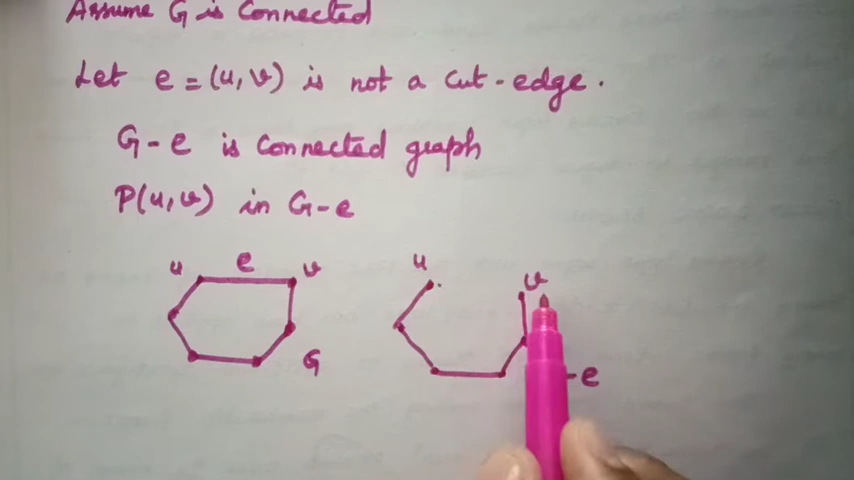 Assume G is Connected
Let e = (u, v) is not a cut-edge.
G - e is connected graph
P(u, v) in G-e
u e v
G
u v
-e